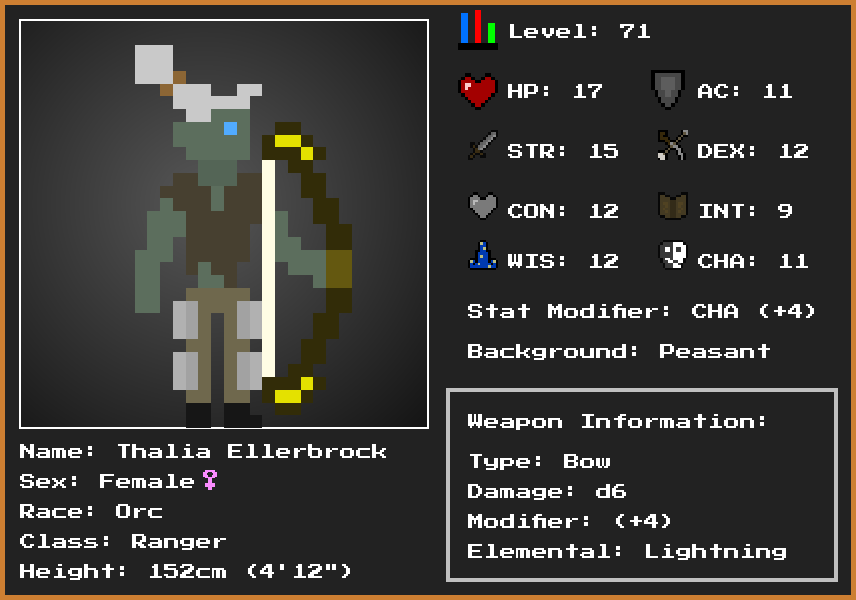 Level: 71
HP: 17
AC: 11
STR: 15
DEX: 12
CON: 12
INT: 9
WIS: 12
CHA: 11
Stat Modifier: CHA (+4)
Background: Peasant
Weapon Information:
Type: Bow
Damage: d6
Modifier: (+4)
Elemental: Lightning
Name: Thalia Ellerbrock
Sex: Female♀
Race: Orc
Class: Ranger
Height: 152cm (4'12")